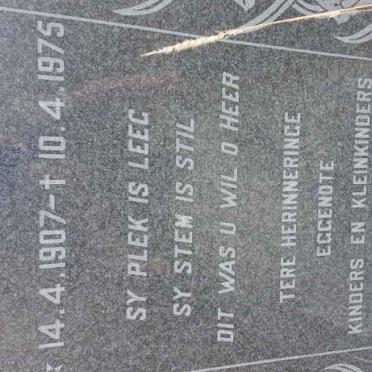 * 14.4.1907-† 10.4.1975
SY PLEK IS LEEG
SY STEM IS STIL
DIT WAS U WIL O HEER
TERE HERINNERINGE
EGGENOTE
KINDERS EN KLEINKINDERS